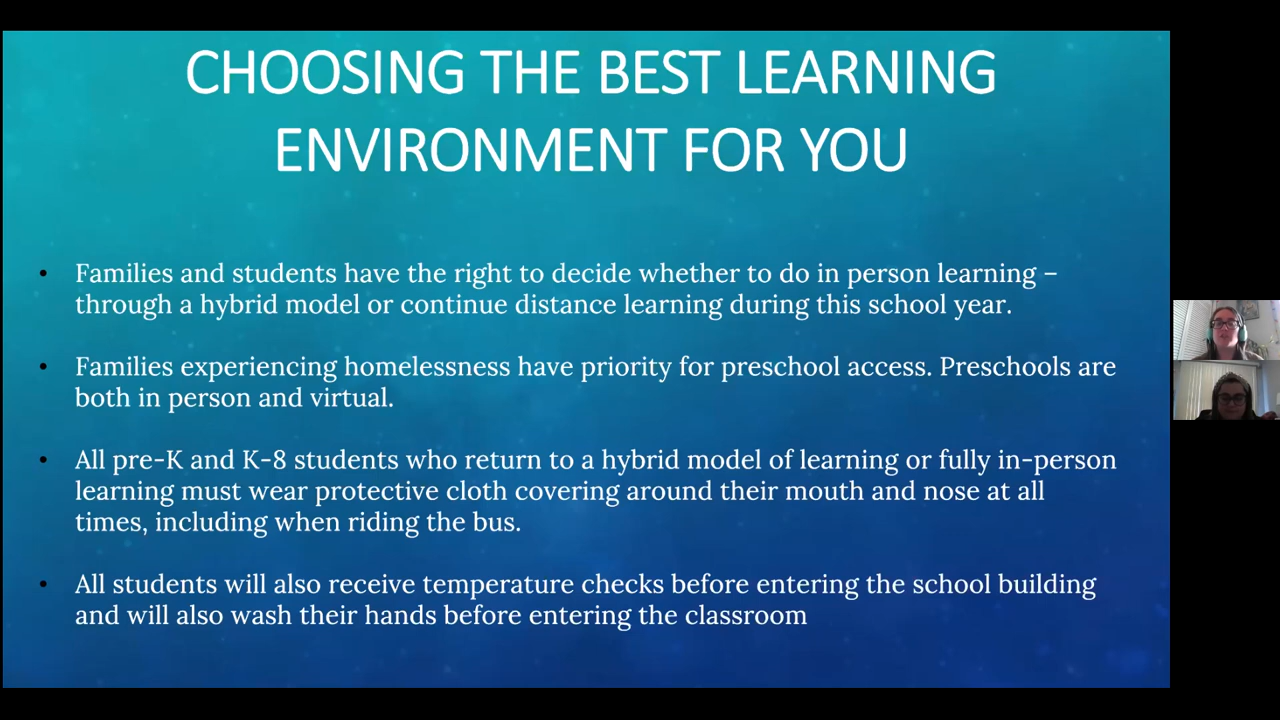 CHOOSING THE BEST LEARNING
ENVIRONMENT FOR YOU
• Families and students have the right to decide whether to do in person learning –
through a hybrid model or continue distance learning during this school year.
• Families experiencing homelessness have priority for preschool access. Preschools are
both in person and virtual.
• All pre-K and K-8 students who return to a hybrid model of learning or fully in-person
learning must wear protective cloth covering around their mouth and nose at all
times, including when riding the bus.
• All students will also receive temperature checks before entering the school building
and will also wash their hands before entering the classroom